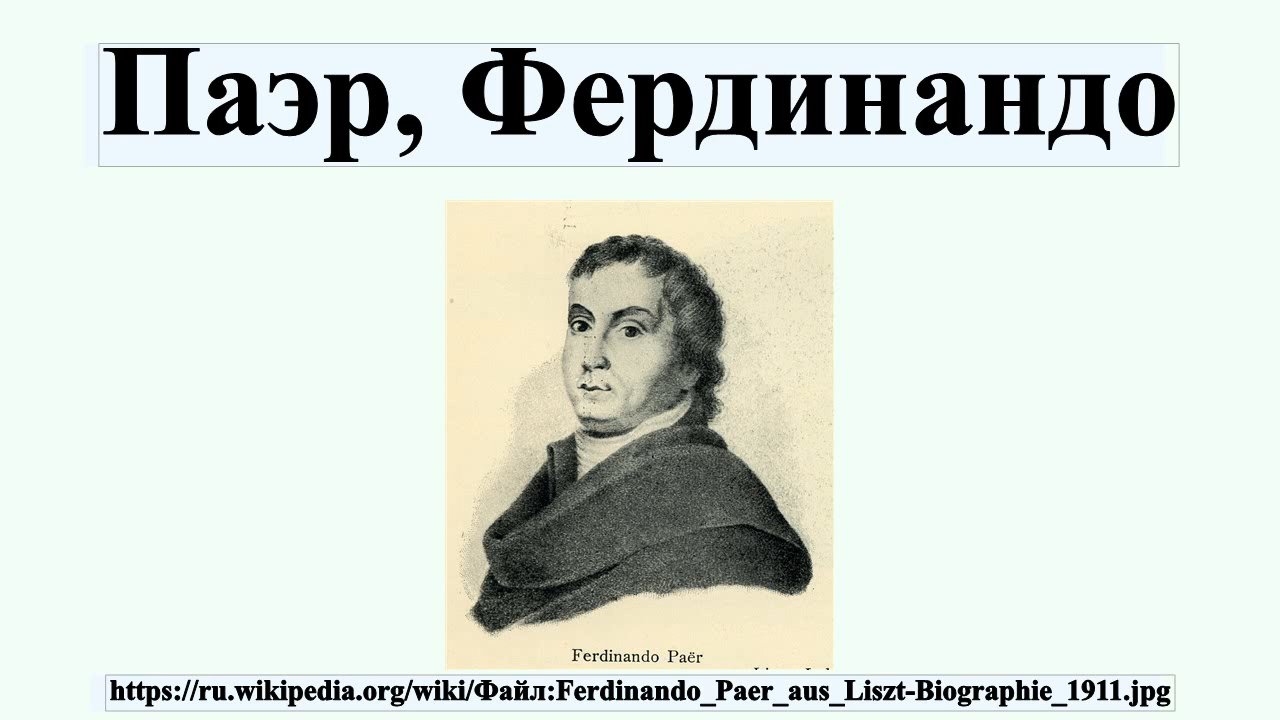 Паэр, Фердинандо
Ferdinando Paër
https://ru.wikipedia.org/wiki/Файл:Ferdinando_Paer_aus_Liszt-Biographie_1911.jpg